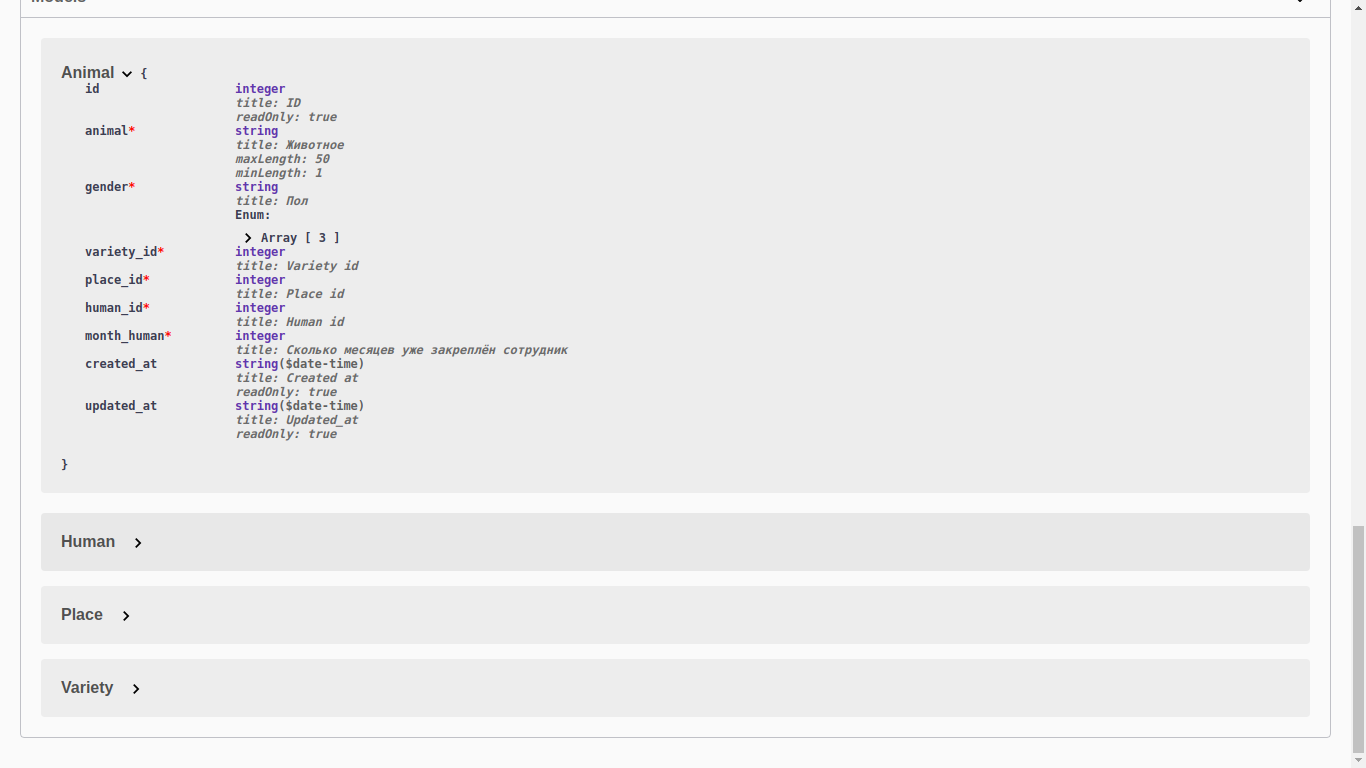 Models
Animal {
id integer
title: ID
readOnly: true
animal* string
title: Животное
maxLength: 50
minLength: 1
gender* string
title: Пол
Enum:
Array [ 3 ]
variety_id* integer
title: Variety id
place_id* integer
title: Place id
human_id* integer
title: Human id
month_human* integer
title: Сколько месяцев уже закреплён сотрудник
created_at string($date-time)
title: Created at
readOnly: true
updated_at string($date-time)
title: Updated_at
readOnly: true
}
Human
Place
Variety